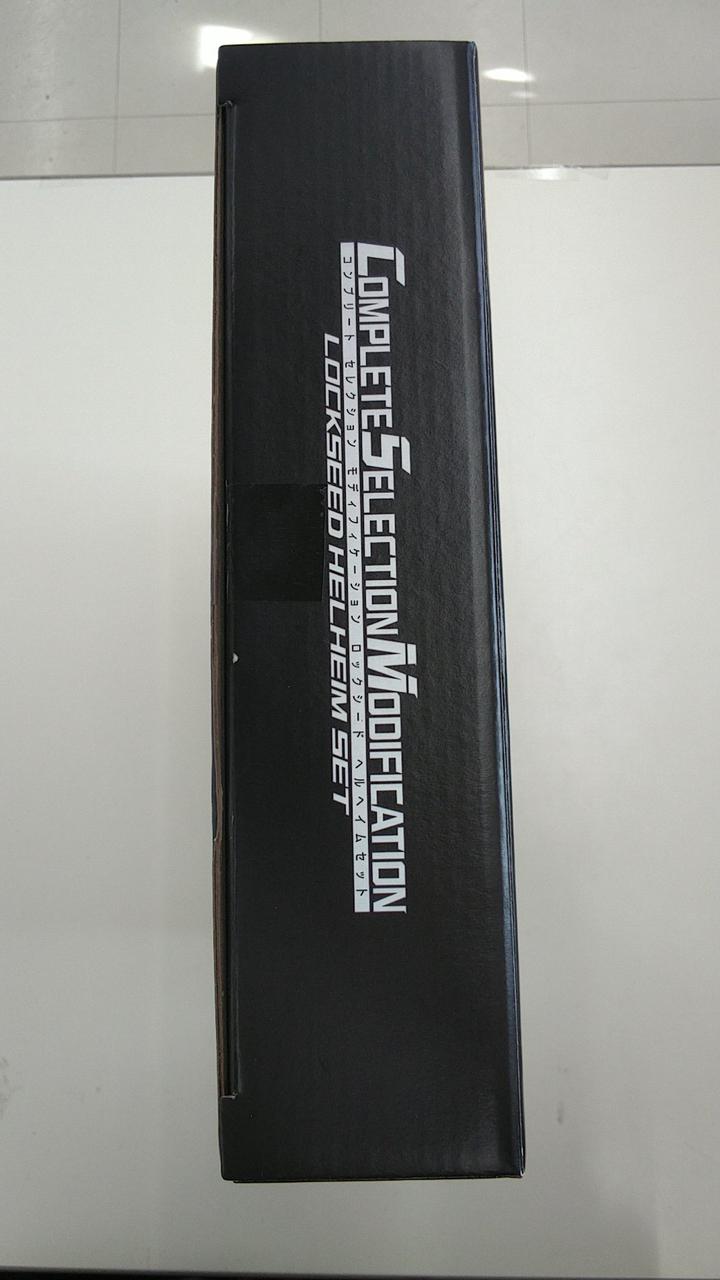 COMPLETE SELECTION MODIFICATION
コンプリート セレクション モディフィケーション ロックシード ヘルヘイムセット
LOCKSEED HELHEIM SET